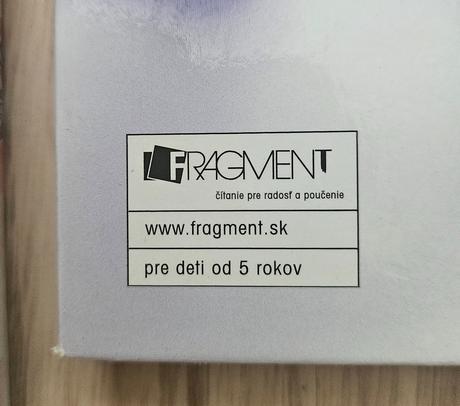 FRAGMENT
čítanie pre radosť a poučenie
www.fragment.sk
pre deti od 5 rokov